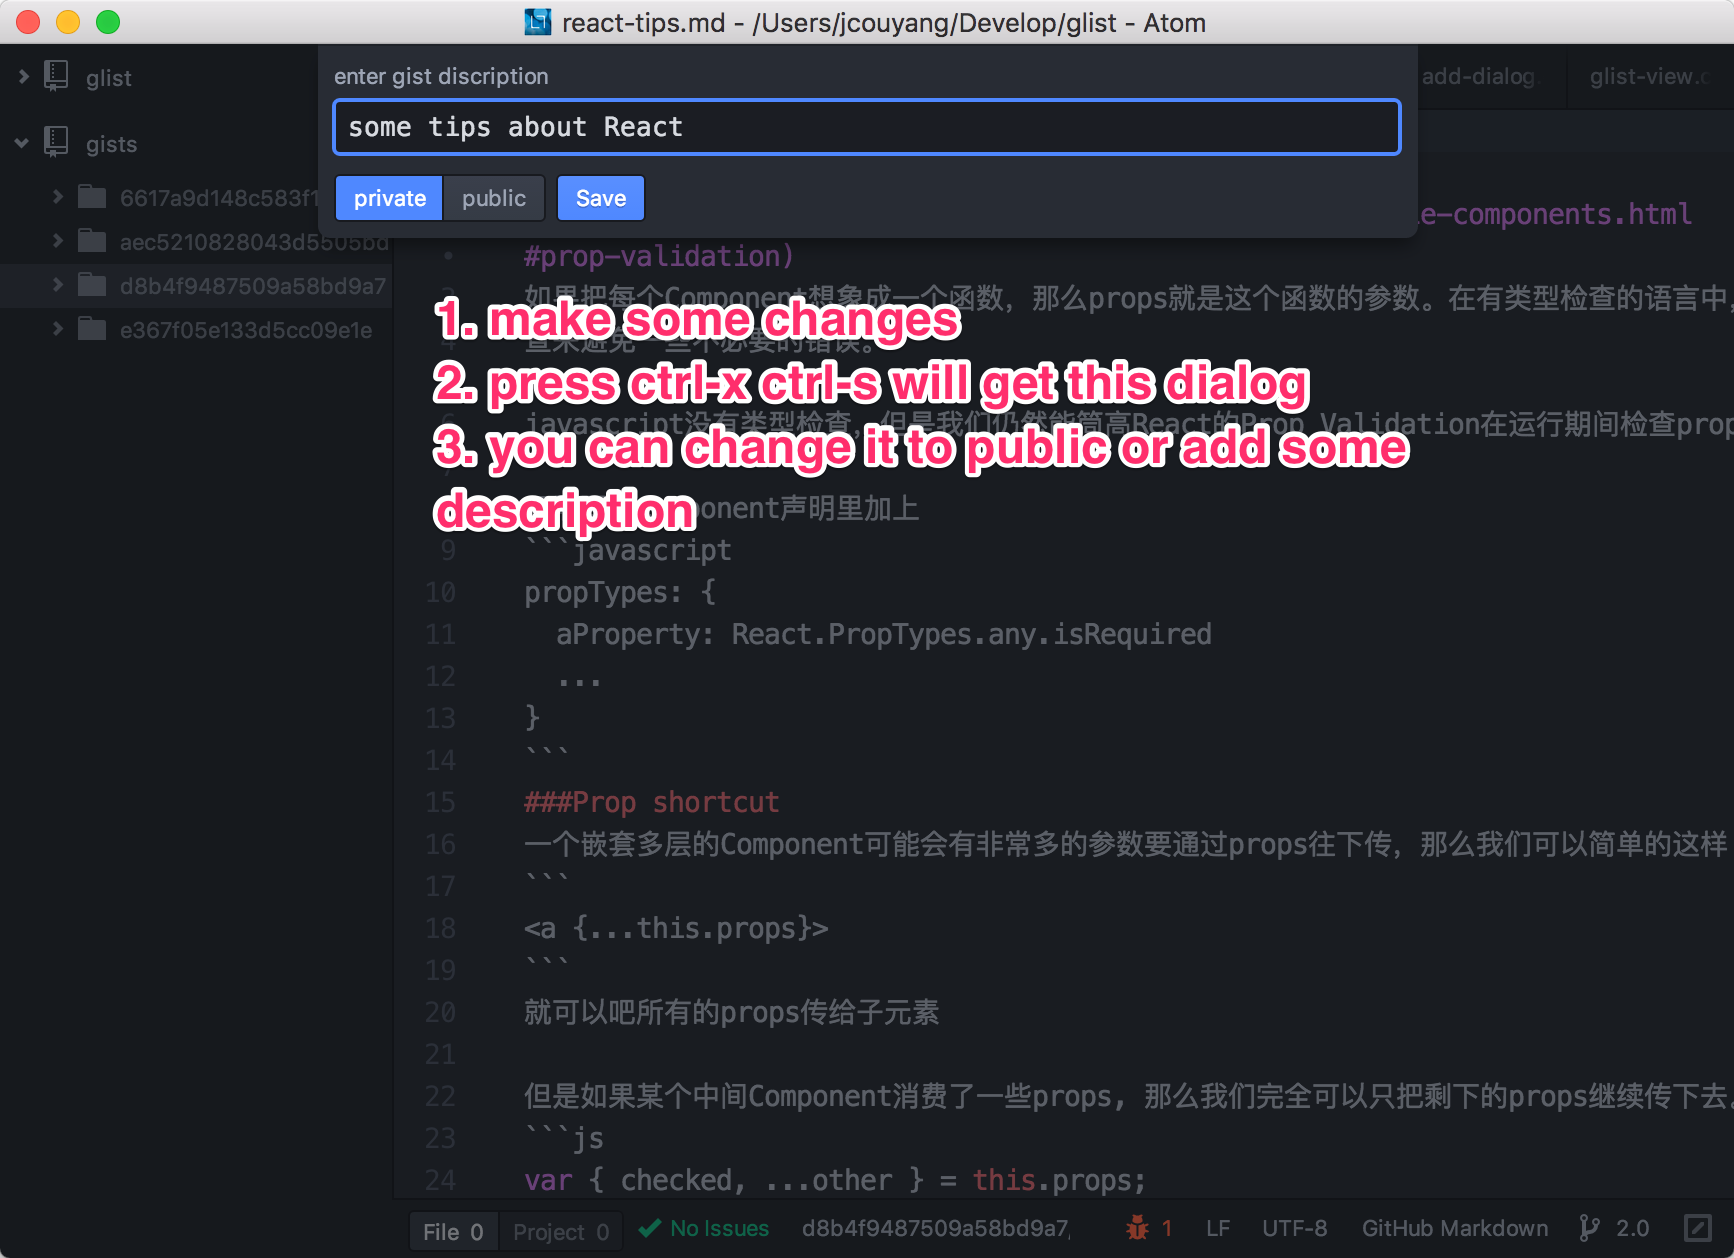 react-tips.md - /Users/jcouyang/Develop/glist - Atom
glist
gists
6617a9d148c583f1
aec5210828043d5505bd
d8b4f9487509a58bd9a7
e367f05e133d5cc09e1e
enter gist discription
some tips about React
private public Save
add-dialog. glist-view.c
e-components.html
#prop-validation)
如果把每个Component想象成一个函数，那么props就是这个函数的参数。在有类型检查的语言中，
1. make some changes
2. press ctrl-x ctrl-s will get this dialog
javascript没有类型检查，但是我们仍然能简高React的Prop Validation在运行期间检查prop
3. you can change it to public or add some
description
ponent声明里加上
9 ```javascript
10 propTypes: {
11 aProperty: React.PropTypes.any.isRequired
12 ...
13 }
14 ```
15 ###Prop shortcut
16 一个嵌套多层的Component可能会有非常多的参数要通过props往下传，那么我们可以简单的这样
17 ```
18 <a {...this.props}>
19 ```
20 就可以吧所有的props传给子元素
21
22 但是如果某个中间Component消费了一些props, 那么我们完全可以只把剩下的props继续传下去。
23 ```js
24 var { checked, ...other } = this.props;
File 0 Project 0 No Issues d8b4f9487509a58bd9a7, 1 LF UTF-8 GitHub Markdown 2.0